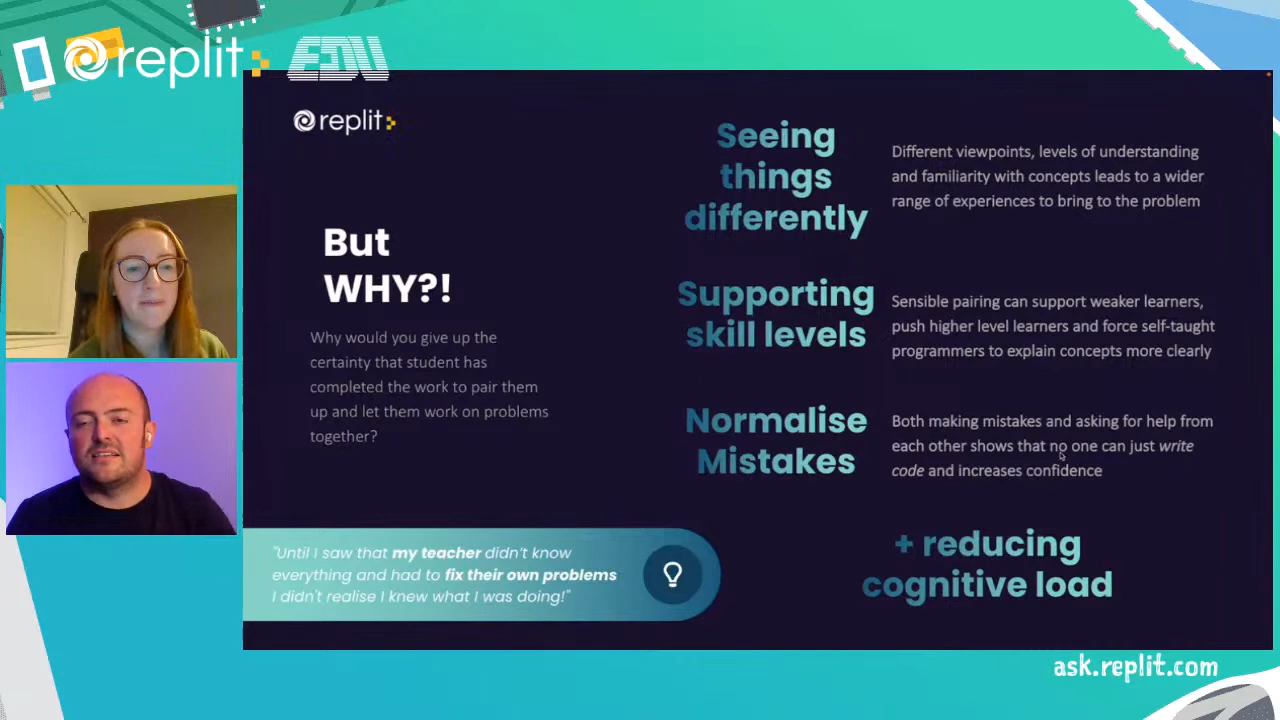 replit
EDU
replit
But
WHY?!
Why would you give up the
certainty that student has
completed the work to pair them
up and let them work on problems
together?
Seeing
things
differently
Different viewpoints, levels of understanding
and familiarity with concepts leads to a wider
range of experiences to bring to the problem
Supporting
skill levels
Sensible pairing can support weaker learners,
push higher level learners and force self-taught
programmers to explain concepts more clearly
Normalise
Mistakes
Both making mistakes and asking for help from
each other shows that no one can just write
code and increases confidence
"Until I saw that my teacher didn't know
everything and had to fix their own problems
I didn't realise I knew what I was doing!"
+ reducing
cognitive load
ask.replit.com